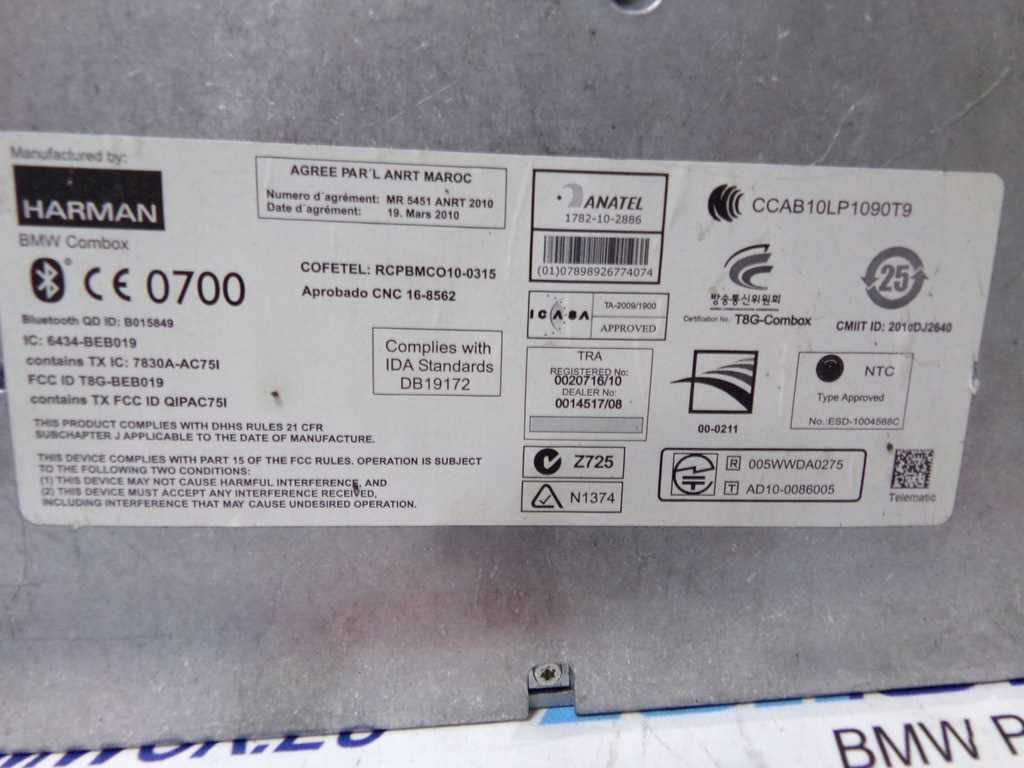 Manufactured by:
HARMAN
BMW Combox
CE 0700
Bluetooth QD ID: B015849
IC: 6434-BEB019
contains TX IC: 7830A-AC75I
FCC ID T8G-BEB019
contains TX FCC ID QIPAC75I
THIS PRODUCT COMPLIES WITH DHHS RULES 21 CFR
SUBCHAPTER J APPLICABLE TO THE DATE OF MANUFACTURE.
THIS DEVICE COMPLIES WITH PART 15 OF THE FCC RULES. OPERATION IS SUBJECT
TO THE FOLLOWING TWO CONDITIONS:
(1) THIS DEVICE MAY NOT CAUSE HARMFUL INTERFERENCE, AND
(2) THIS DEVICE MUST ACCEPT ANY INTERFERENCE RECEIVED,
INCLUDING INTERFERENCE THAT MAY CAUSE UNDESIRED OPERATION.
AGREE PAR´L ANRT MAROC
Numero d´agrément: MR 5451 ANRT 2010
Date d´agrément: 19. Mars 2010
COFETEL: RCPBMCO10-0315
Aprobado CNC 16-8562
Complies with
IDA Standards
DB19172
ANATEL
1782-10-2886
(01)07898926774074
ICASA
TA-2009/1900
APPROVED
TRA
REGISTERED No:
0020716/10
DEALER No:
0014517/08
Z725
N1374
CCAB10LP1090T9
방송통신위원회
KOREA COMMUNICATIONS COMMISSION
Certification No.: T8G-Combox
25
CMIIT ID: 2010DJ2640
00-0211
NTC
Type Approved
No.:ESD-1004568C
R 005WWDA0275
T AD10-0086005
Telematic
BMW P